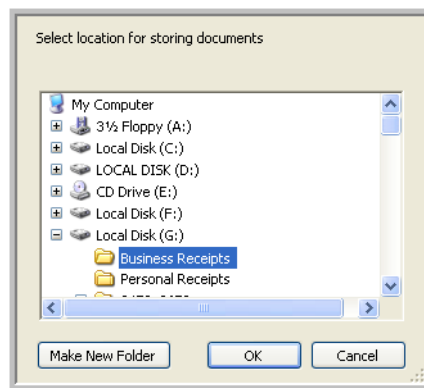 Select location for storing documents
My Computer
3½ Floppy (A:)
Local Disk (C:)
LOCAL DISK (D:)
CD Drive (E:)
Local Disk (F:)
Local Disk (G:)
Business Receipts
Personal Receipts
Make New Folder OK Cancel